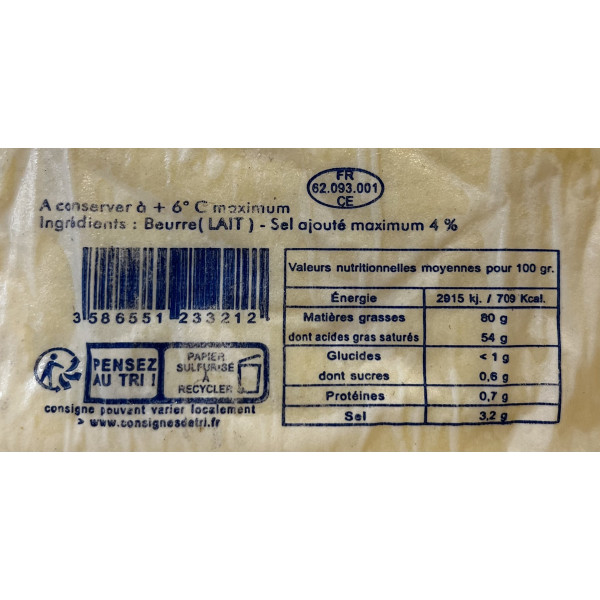 FR
62.093.001
CE
A conserver à + 6° C maximum
Ingrédients : Beurre( LAIT ) - Sel ajouté maximum 4 %
3 586551 233212
PENSEZ
AU TRI !
PAPIER
SULFURISÉ
À
RECYCLER
consigne pouvant varier localement
> www.consignesdetri.fr
Valeurs nutritionnelles moyennes pour 100 gr.
Énergie 2915 kj. / 709 Kcal.
Matières grasses 80 g
dont acides gras saturés 54 g
Glucides < 1 g
dont sucres 0,6 g
Protéines 0,7 g
Sel 3,2 g